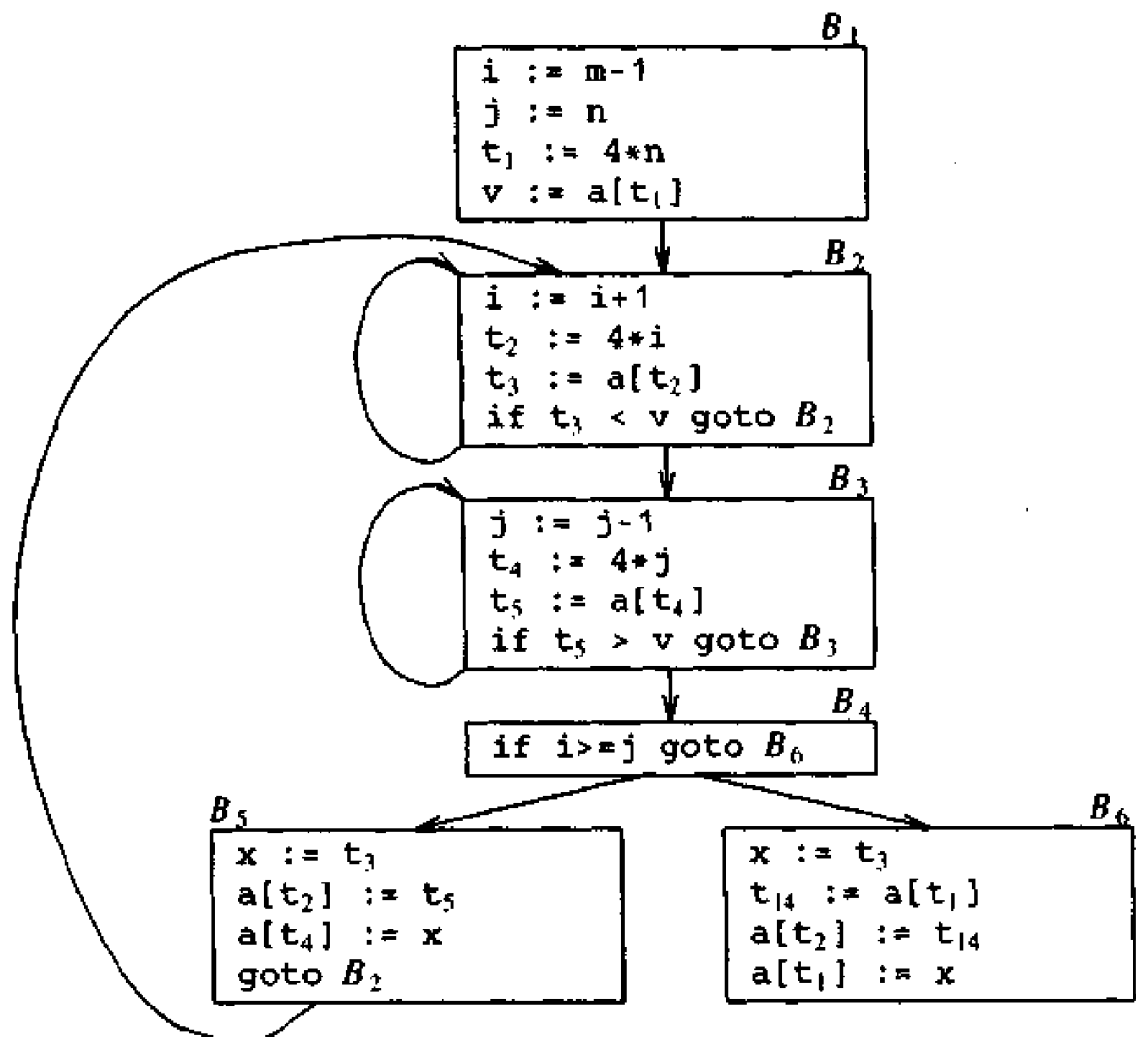 B₁
i := m-1
j := n
t₁ := 4*n
v := a[t₁]
B₂
i := i+1
t₂ := 4*i
t₃ := a[t₂]
if t₃ < v goto B₂
B₃
j := j-1
t₄ := 4*j
t₅ := a[t₄]
if t₅ > v goto B₃
B₄
if i>=j goto B₆
B₅
x := t₃
a[t₂] := t₅
a[t₄] := x
goto B₂
B₆
x := t₃
t₁₄ := a[t₁]
a[t₂] := t₁₄
a[t₁] := x